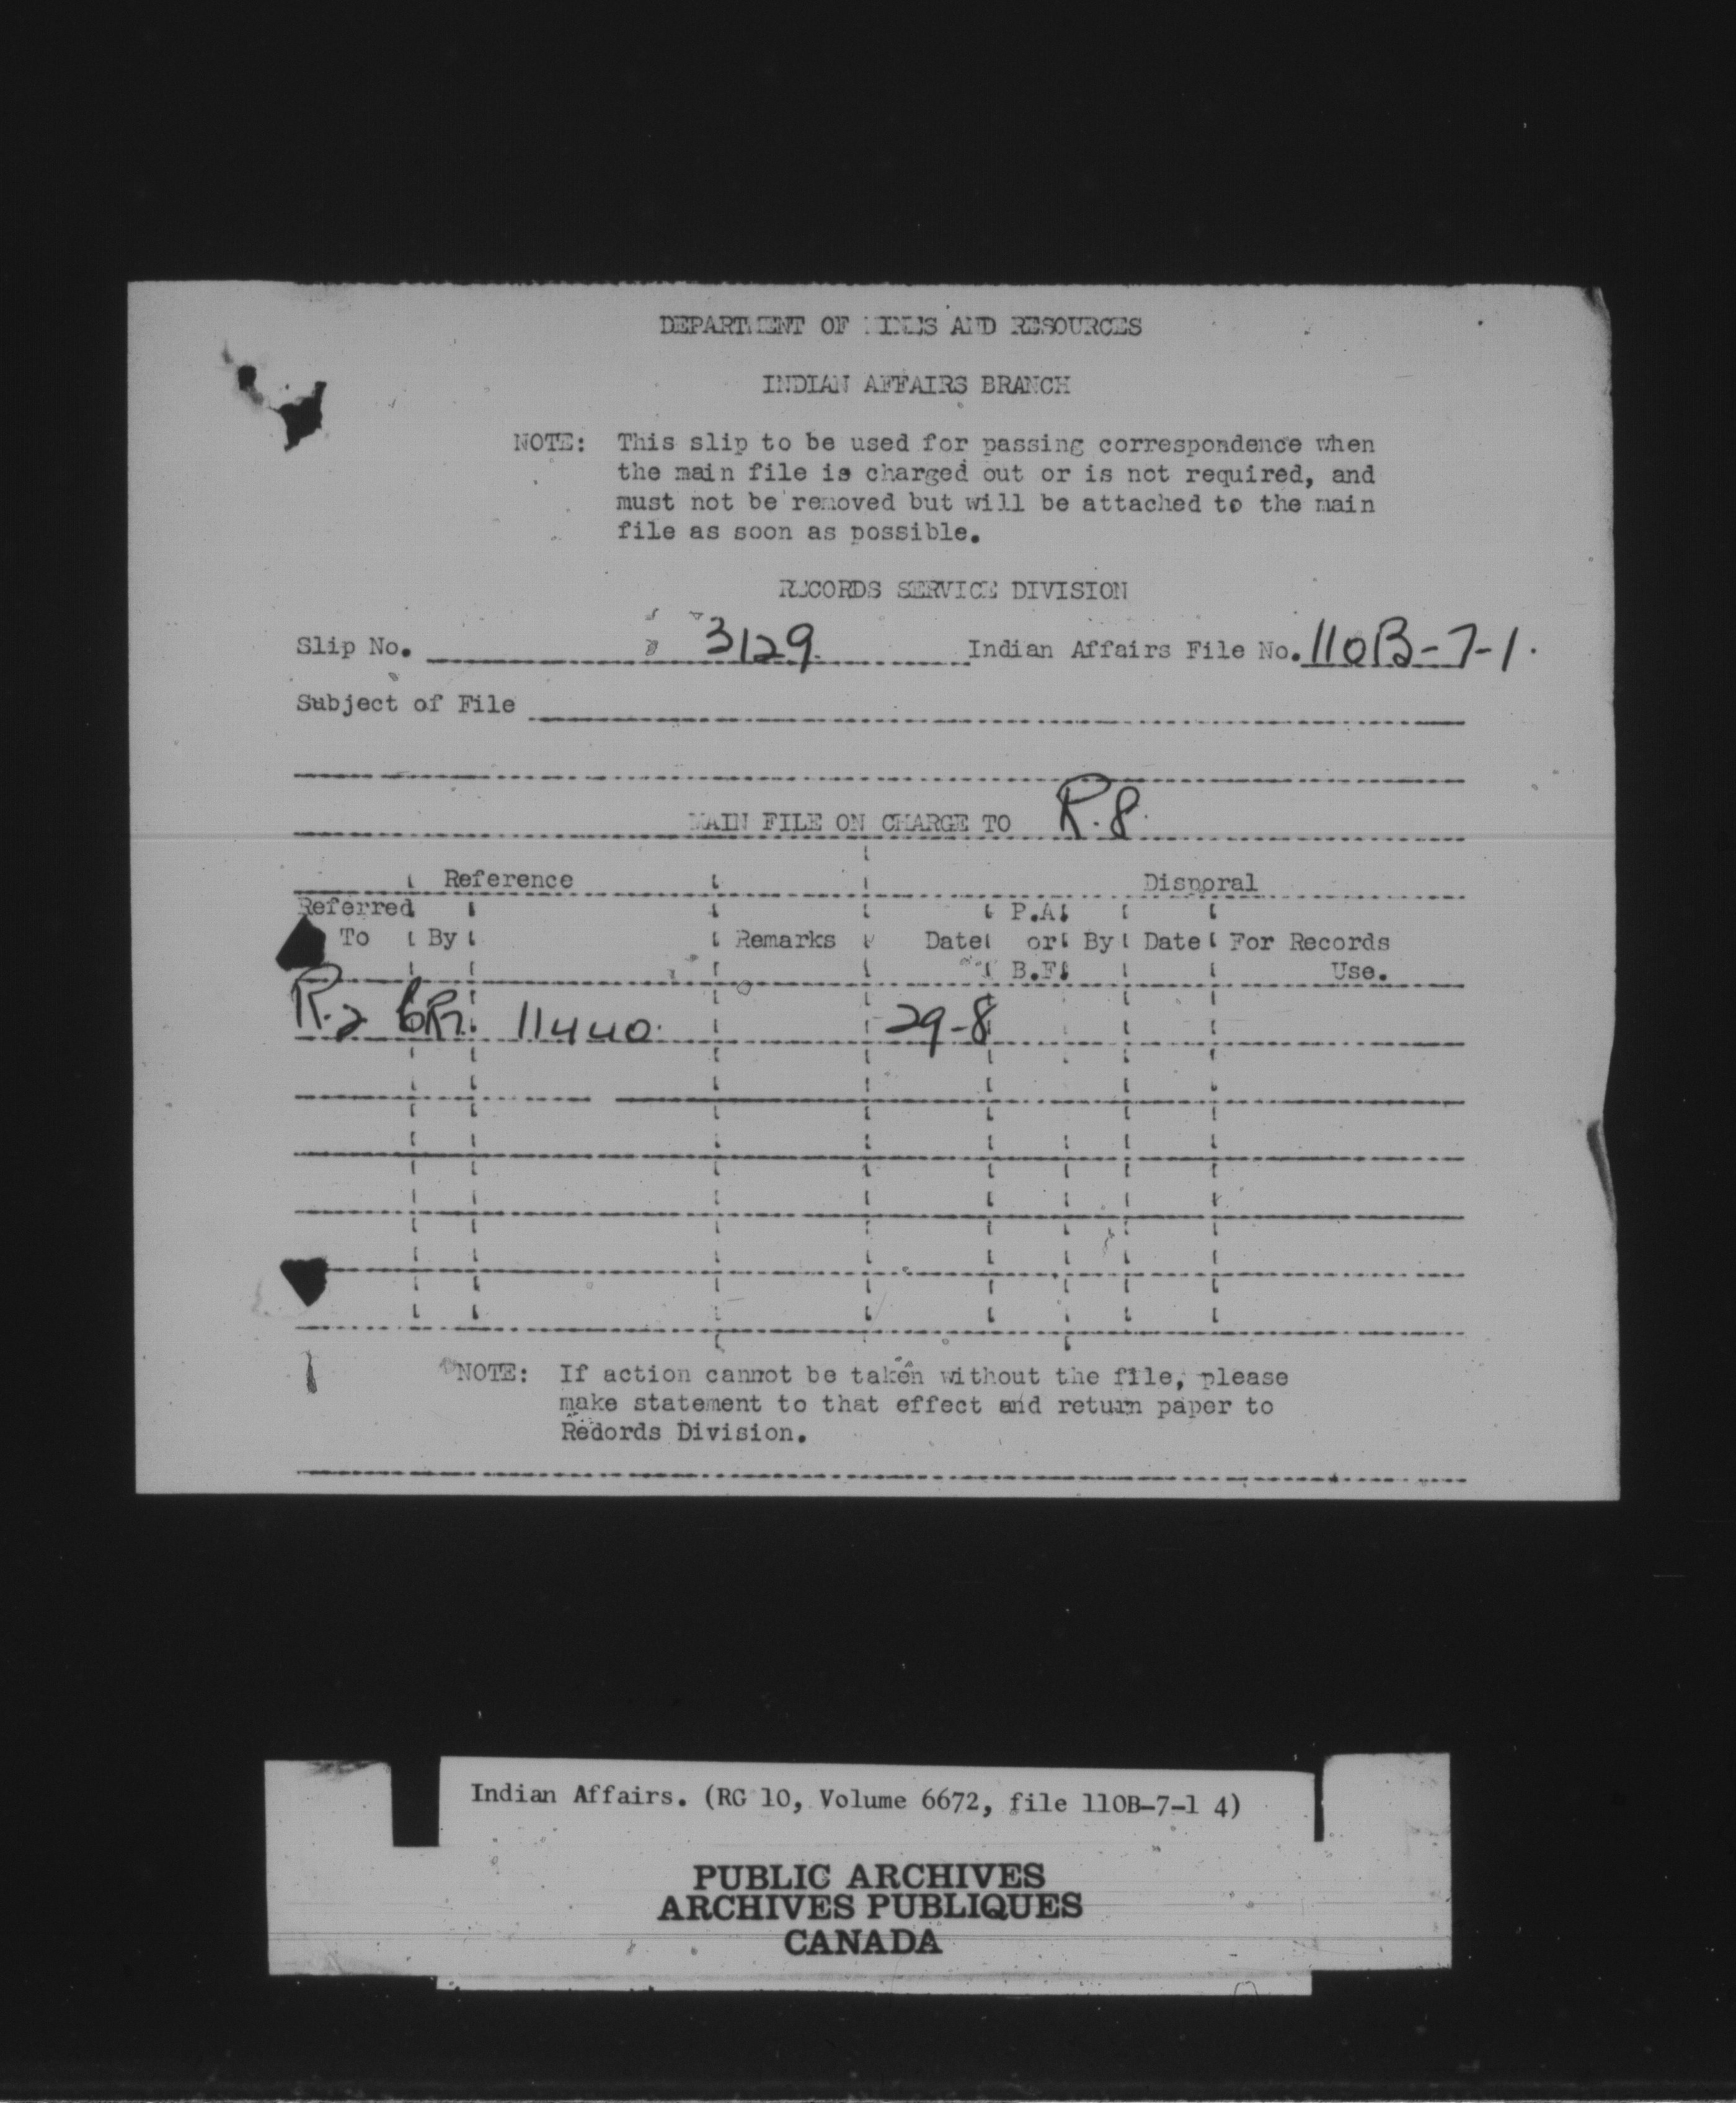 DEPARTMENT OF MINES AND RESOURCES
INDIAN AFFAIRS BRANCH
NOTE: This slip to be used for passing correspondence when
the main file is charged out or is not required, and
must not be removed but will be attached to the main
file as soon as possible.
RECORDS SERVICE DIVISION
Slip No. 3129. Indian Affairs File No. 110B-7-1.
Subject of File
MAIN FILE ON CHARGE TO R.8.
Reference Disporal
Referred P.A.
To By Remarks Date or By Date For Records
B.F. Use.
R.2 11440. 29-8
NOTE: If action cannot be taken without the file, please
make statement to that effect and return paper to
Redords Division.
Indian Affairs. (RG 10, Volume 6672, file 110B-7-1 4)
PUBLIC ARCHIVES
ARCHIVES PUBLIQUES
CANADA